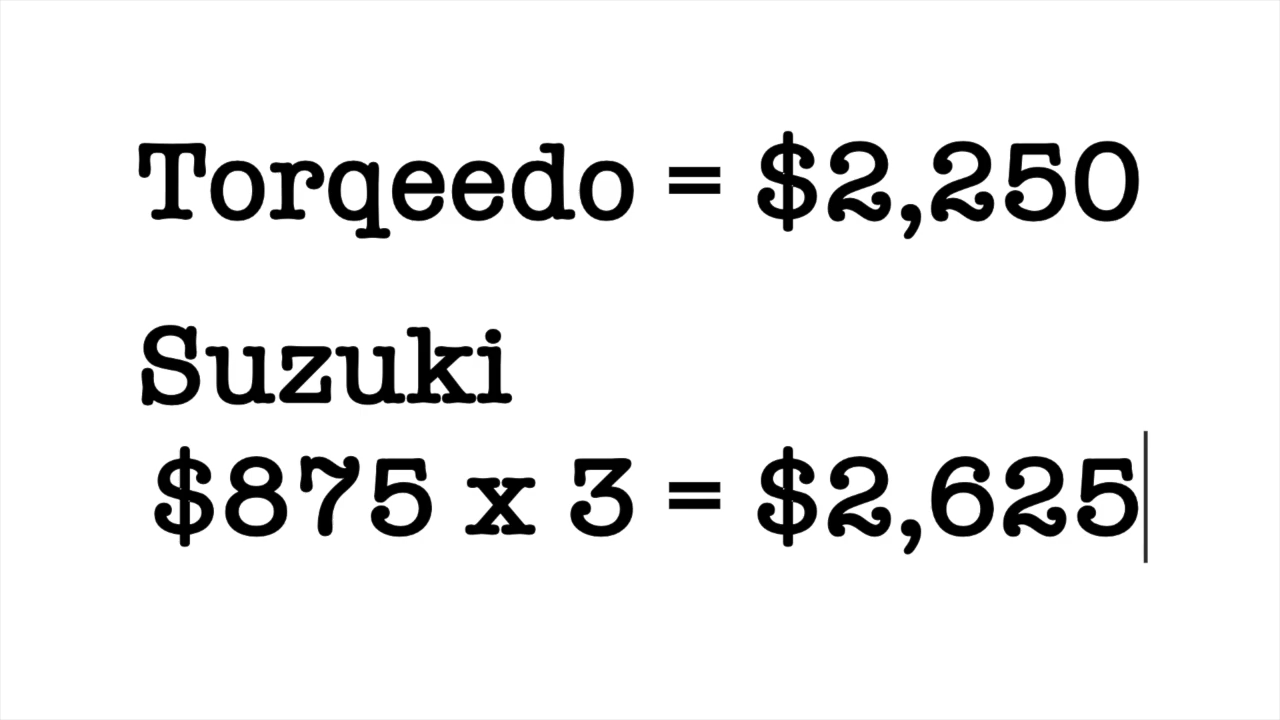 Torqeedo = $2,250
Suzuki
$875 x 3 = $2,625